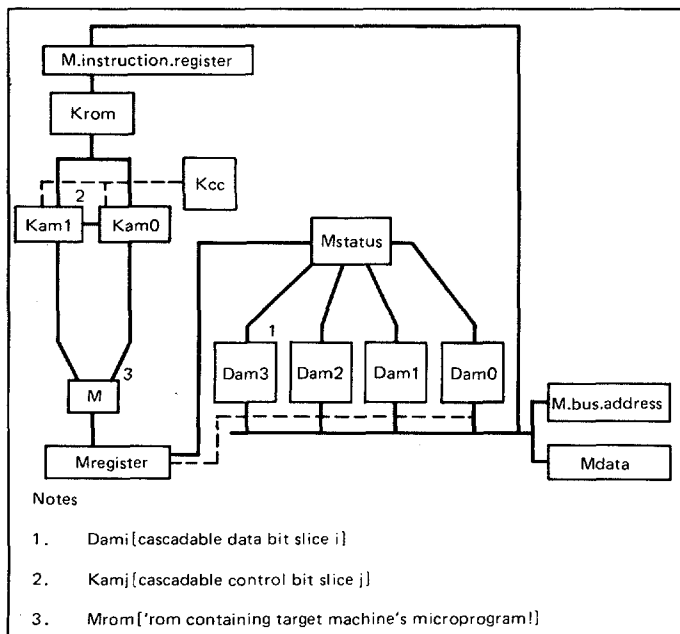 M.instruction.register
Krom
Kcc
2
Kam1 Kam0
Mstatus
1
Dam3 Dam2 Dam1 Dam0
3
M
M.bus.address
Mregister
Mdata
Notes
1. Dami[cascadable data bit slice i]
2. Kamj[cascadable control bit slice j]
3. Mrom['rom containing target machine's microprogram!]